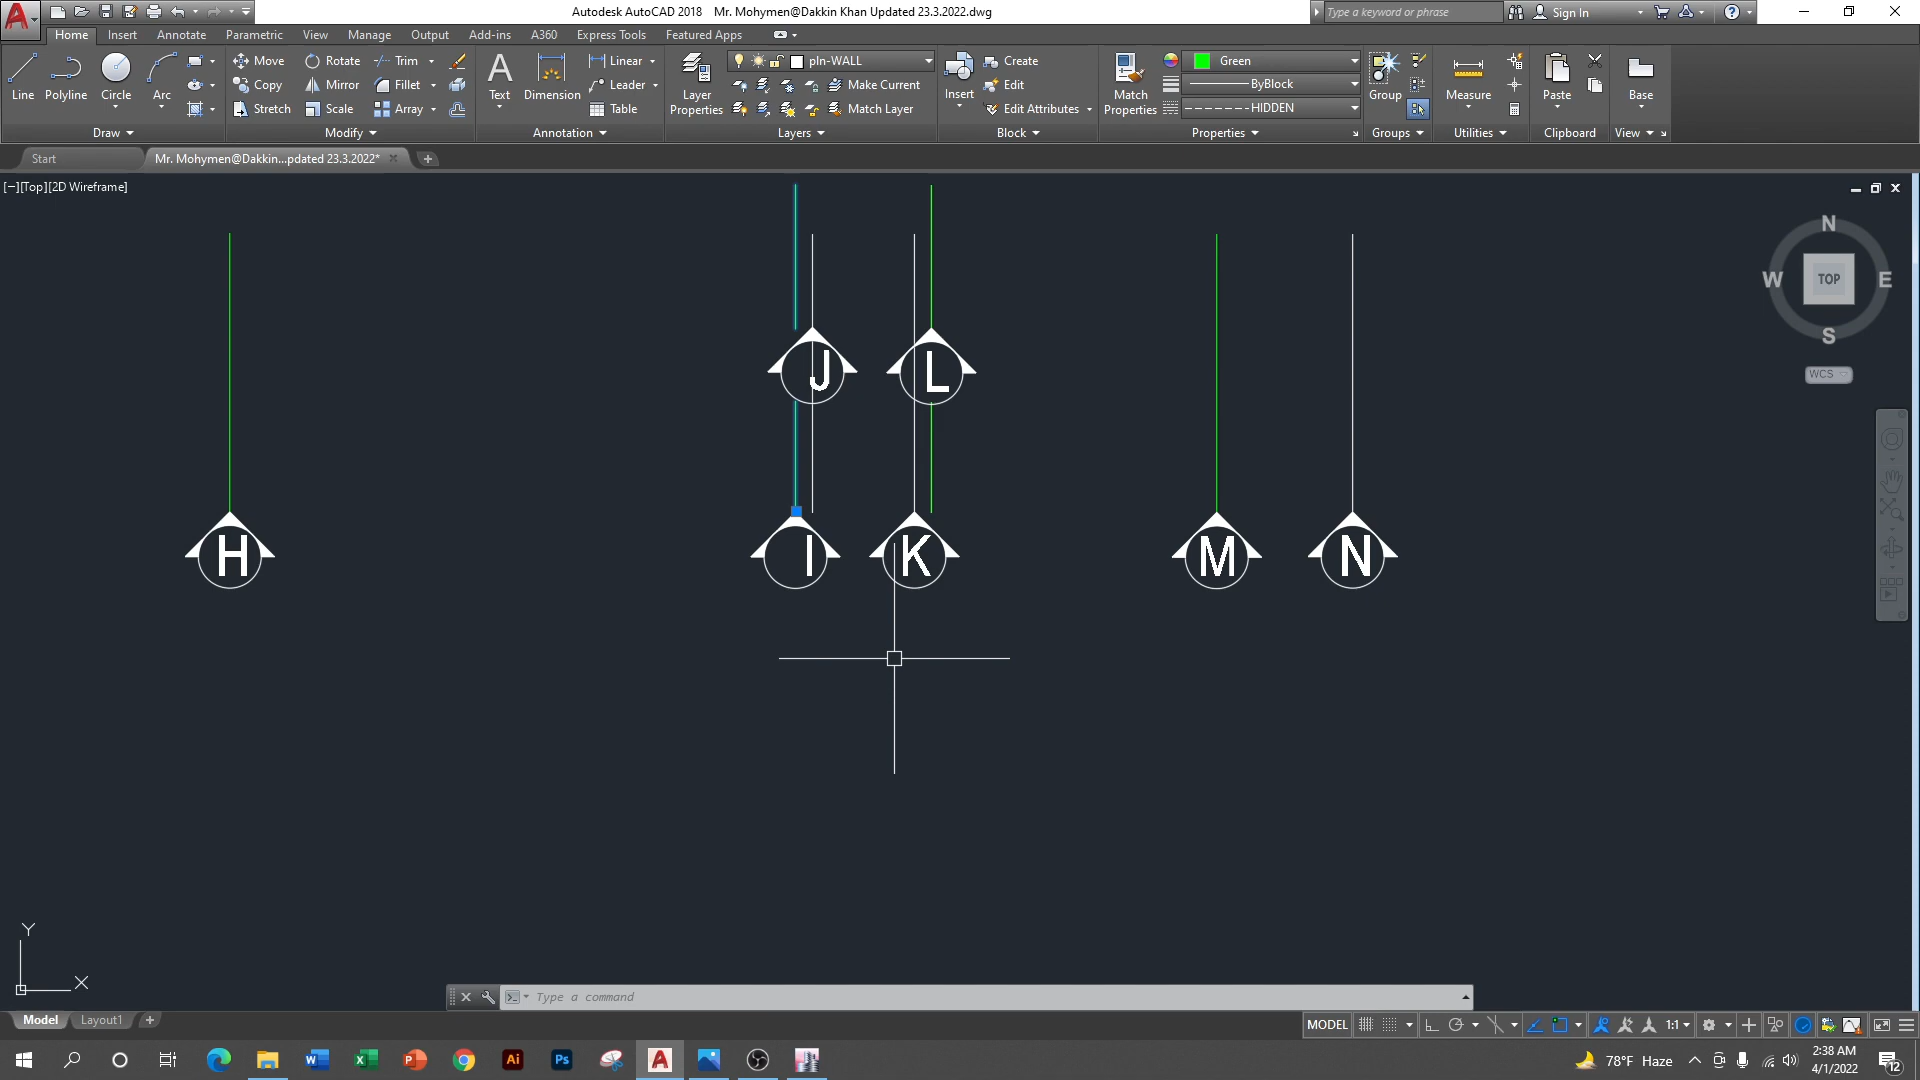 Autodesk AutoCAD 2018 Mr. Mohymen@Dakkin Khan Updated 23.3.2022.dwg
Type a keyword or phrase
Sign In
Home Insert Annotate Parametric View Manage Output Add-ins A360 Express Tools Featured Apps
Move Rotate Trim Linear pln-WALL Create Green
Copy Mirror Fillet Leader Make Current Edit ByBlock
Stretch Scale Array Table Match Layer Edit Attributes HIDDEN
Line Polyline Circle Arc Text Dimension Layer Properties Insert Match Properties Group Measure Paste Base
Draw Modify Annotation Layers Block Properties Groups Utilities Clipboard View
Start Mr. Mohymen@Dakkin...pdated 23.3.2022*
[−][Top][2D Wireframe]
N
W TOP E
S
WCS
J L
H I K M N
Y
X
Type a command
Model Layout1
MODEL 1:1
78°F Haze
2:38 AM
4/1/2022
12